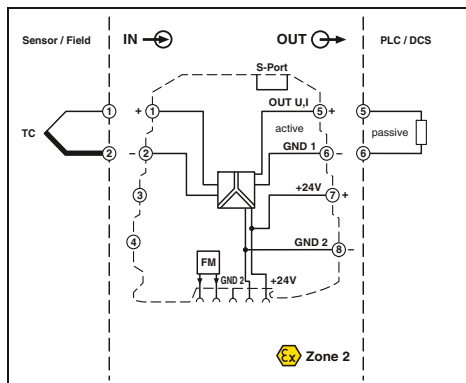 Sensor / Field
IN
OUT
PLC / DCS
S-Port
TC
1
2
+ 1
- 2
3
4
OUT U,I
5 +
active
GND 1
6 -
+24V
7 +
GND 2
8 -
5
passive
6
FM
GND 2
+24V
Ex Zone 2